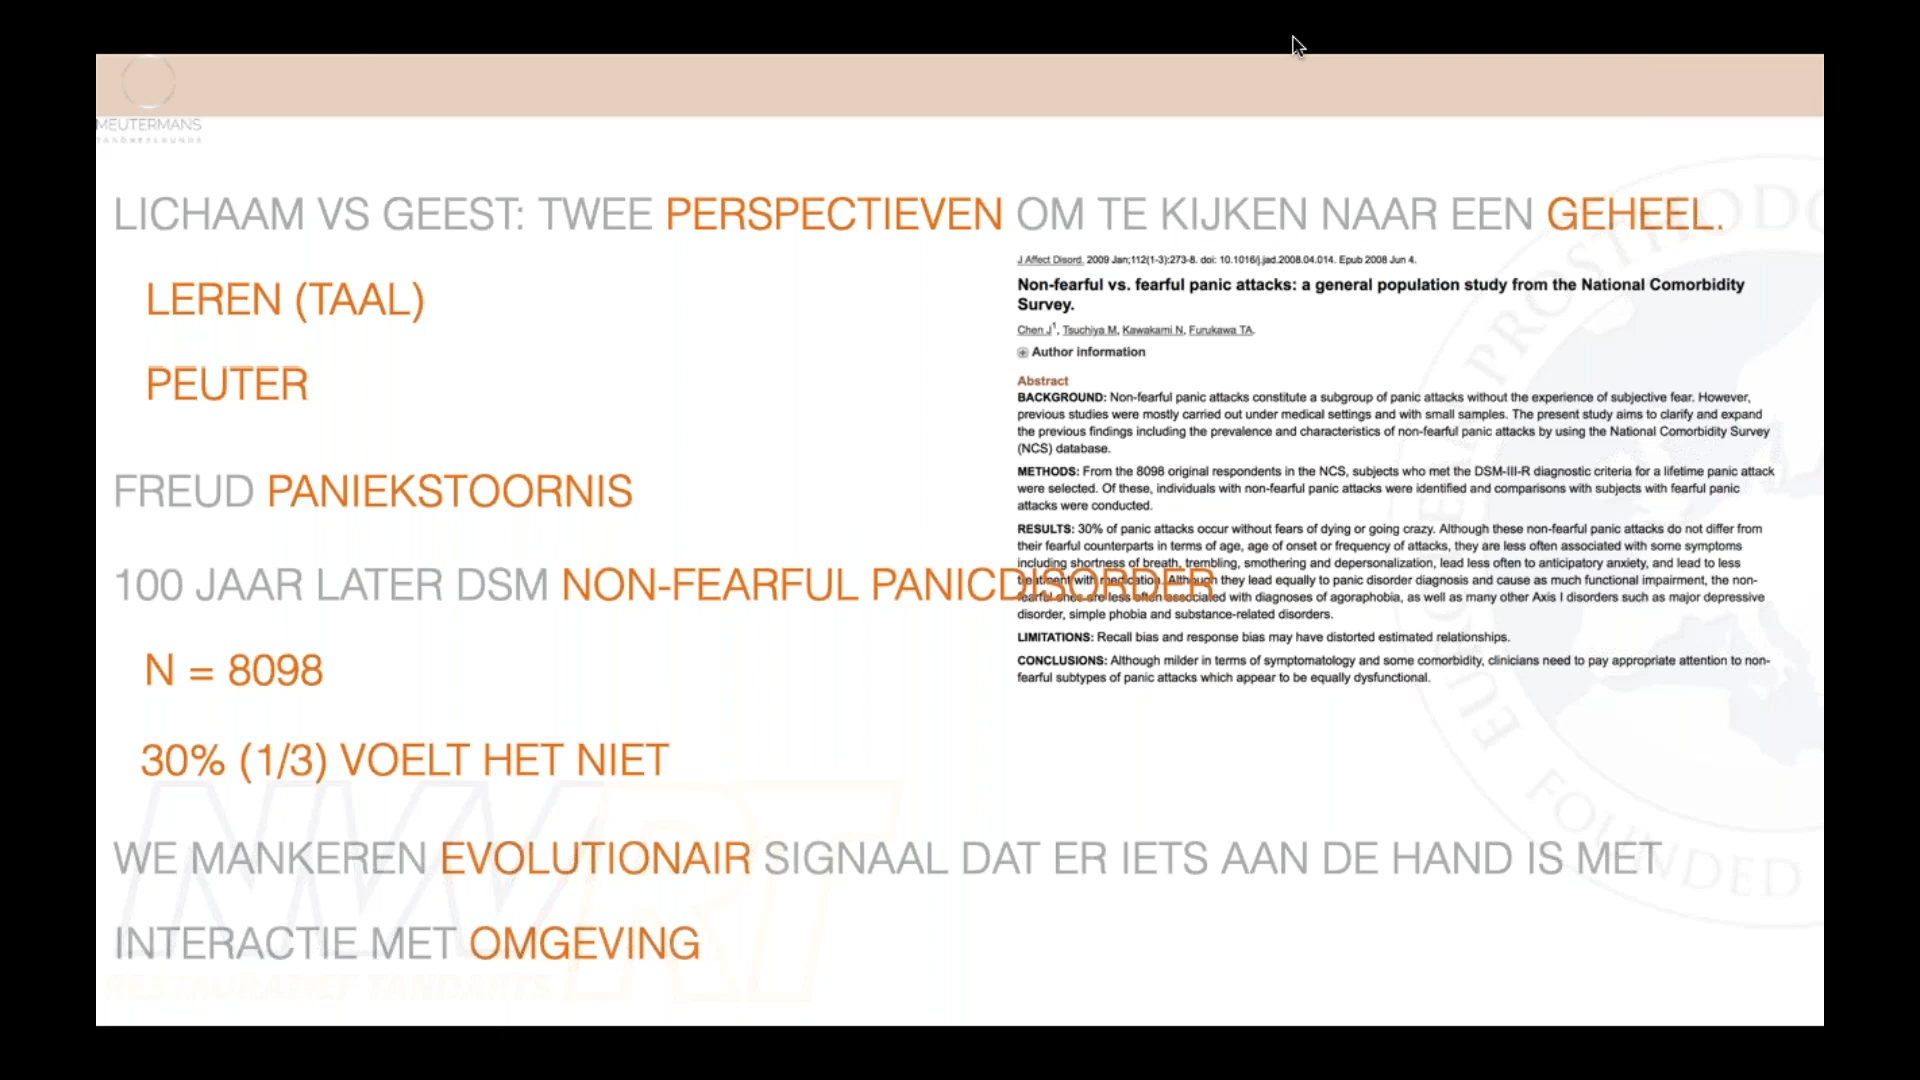 MEUTERMANS
TANDHEELKUNDE
LICHAAM VS GEEST: TWEE PERSPECTIEVEN OM TE KIJKEN NAAR EEN GEHEEL.
LEREN (TAAL)
PEUTER
FREUD PANIEKSTOORNIS
100 JAAR LATER DSM NON-FEARFUL PANICDISORDER
N = 8098
30% (1/3) VOELT HET NIET
WE MANKEREN EVOLUTIONAIR SIGNAAL DAT ER IETS AAN DE HAND IS MET
INTERACTIE MET OMGEVING
J Affect Disord. 2009 Jan;112(1-3):273-8. doi: 10.1016/j.jad.2008.04.014. Epub 2008 Jun 4.
Non-fearful vs. fearful panic attacks: a general population study from the National Comorbidity
Survey.
Chen J1, Tsuchiya M, Kawakami N, Furukawa TA.
Author information
Abstract
BACKGROUND: Non-fearful panic attacks constitute a subgroup of panic attacks without the experience of subjective fear. However,
previous studies were mostly carried out under medical settings and with small samples. The present study aims to clarify and expand
the previous findings including the prevalence and characteristics of non-fearful panic attacks by using the National Comorbidity Survey
(NCS) database.
METHODS: From the 8098 original respondents in the NCS, subjects who met the DSM-III-R diagnostic criteria for a lifetime panic attack
were selected. Of these, individuals with non-fearful panic attacks were identified and comparisons with subjects with fearful panic
attacks were conducted.
RESULTS: 30% of panic attacks occur without fears of dying or going crazy. Although these non-fearful panic attacks do not differ from
their fearful counterparts in terms of age, age of onset or frequency of attacks, they are less often associated with some symptoms
including shortness of breath, trembling, smothering and depersonalization, lead less often to anticipatory anxiety, and lead to less
treatment with medication. Although they lead equally to panic disorder diagnosis and cause as much functional impairment, the non-
fearful ones are less often associated with diagnoses of agoraphobia, as well as many other Axis I disorders such as major depressive
disorder, simple phobia and substance-related disorders.
LIMITATIONS: Recall bias and response bias may have distorted estimated relationships.
CONCLUSIONS: Although milder in terms of symptomatology and some comorbidity, clinicians need to pay appropriate attention to non-
fearful subtypes of panic attacks which appear to be equally dysfunctional.
NVVRT
RESTAURATIEF TANDARTS
FOUNDED